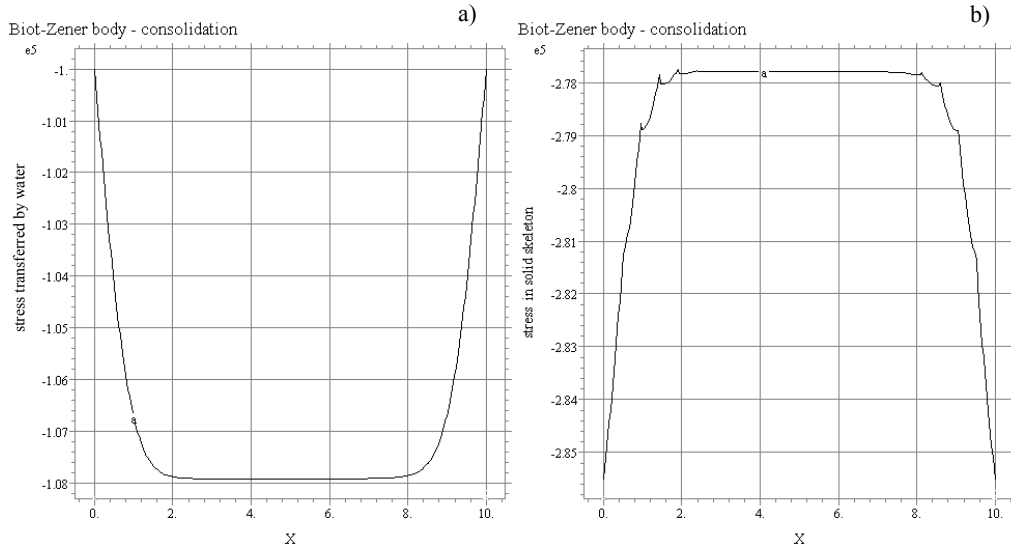 a)
Biot-Zener body - consolidation
e5
-1.
-1.01
-1.02
-1.03
-1.04
-1.05
-1.06
-1.07
-1.08
stress transferred by water
a
0. 2. 4. 6. 8. 10.
X
b)
Biot-Zener body - consolidation
e5
-2.78
-2.79
-2.8
-2.81
-2.82
-2.83
-2.84
-2.85
stress in solid skeleton
a
0. 2. 4. 6. 8. 10.
X